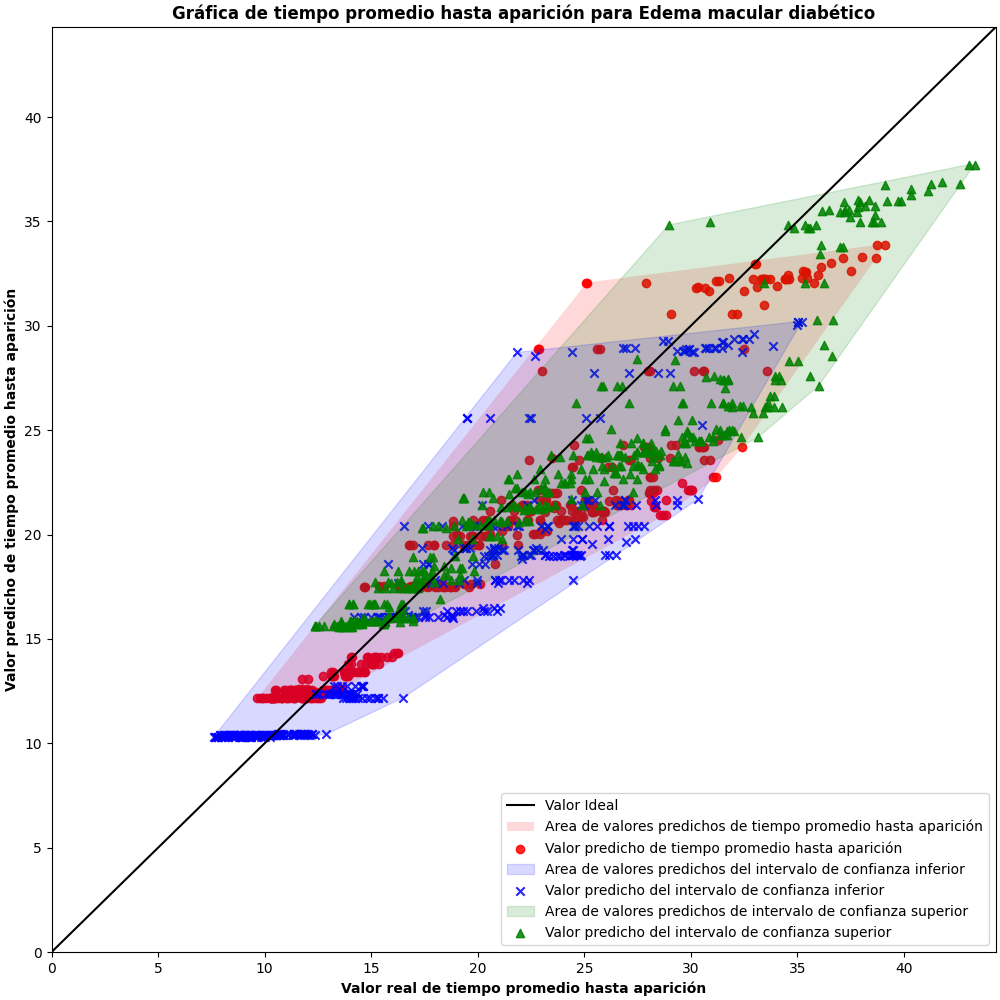 Gráfica de tiempo promedio hasta aparición para Edema macular diabético
Valor predicho de tiempo promedio hasta aparición
40
35
30
25
20
15
10
5
0
Valor Ideal
Area de valores predichos de tiempo promedio hasta aparición
Valor predicho de tiempo promedio hasta aparición
Area de valores predichos del intervalo de confianza inferior
Valor predicho del intervalo de confianza inferior
Area de valores predichos de intervalo de confianza superior
Valor predicho del intervalo de confianza superior
0 5 10 15 20 25 30 35 40
Valor real de tiempo promedio hasta aparición